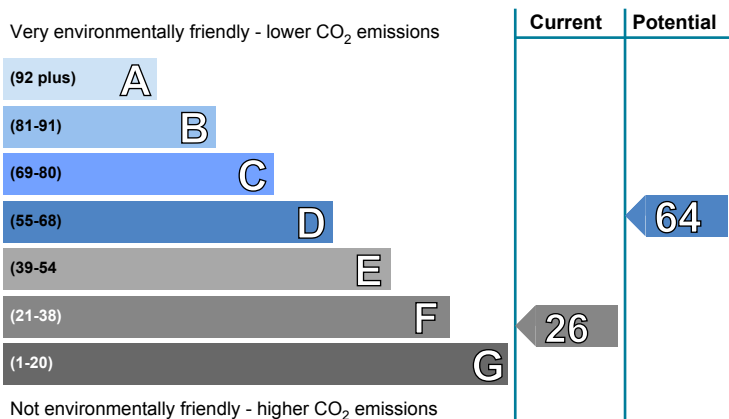 Current Potential
Very environmentally friendly - lower CO2 emissions
(92 plus) A
(81-91) B
(69-80) C
(55-68) D 64
(39-54 E
(21-38) F 26
(1-20) G
Not environmentally friendly - higher CO2 emissions